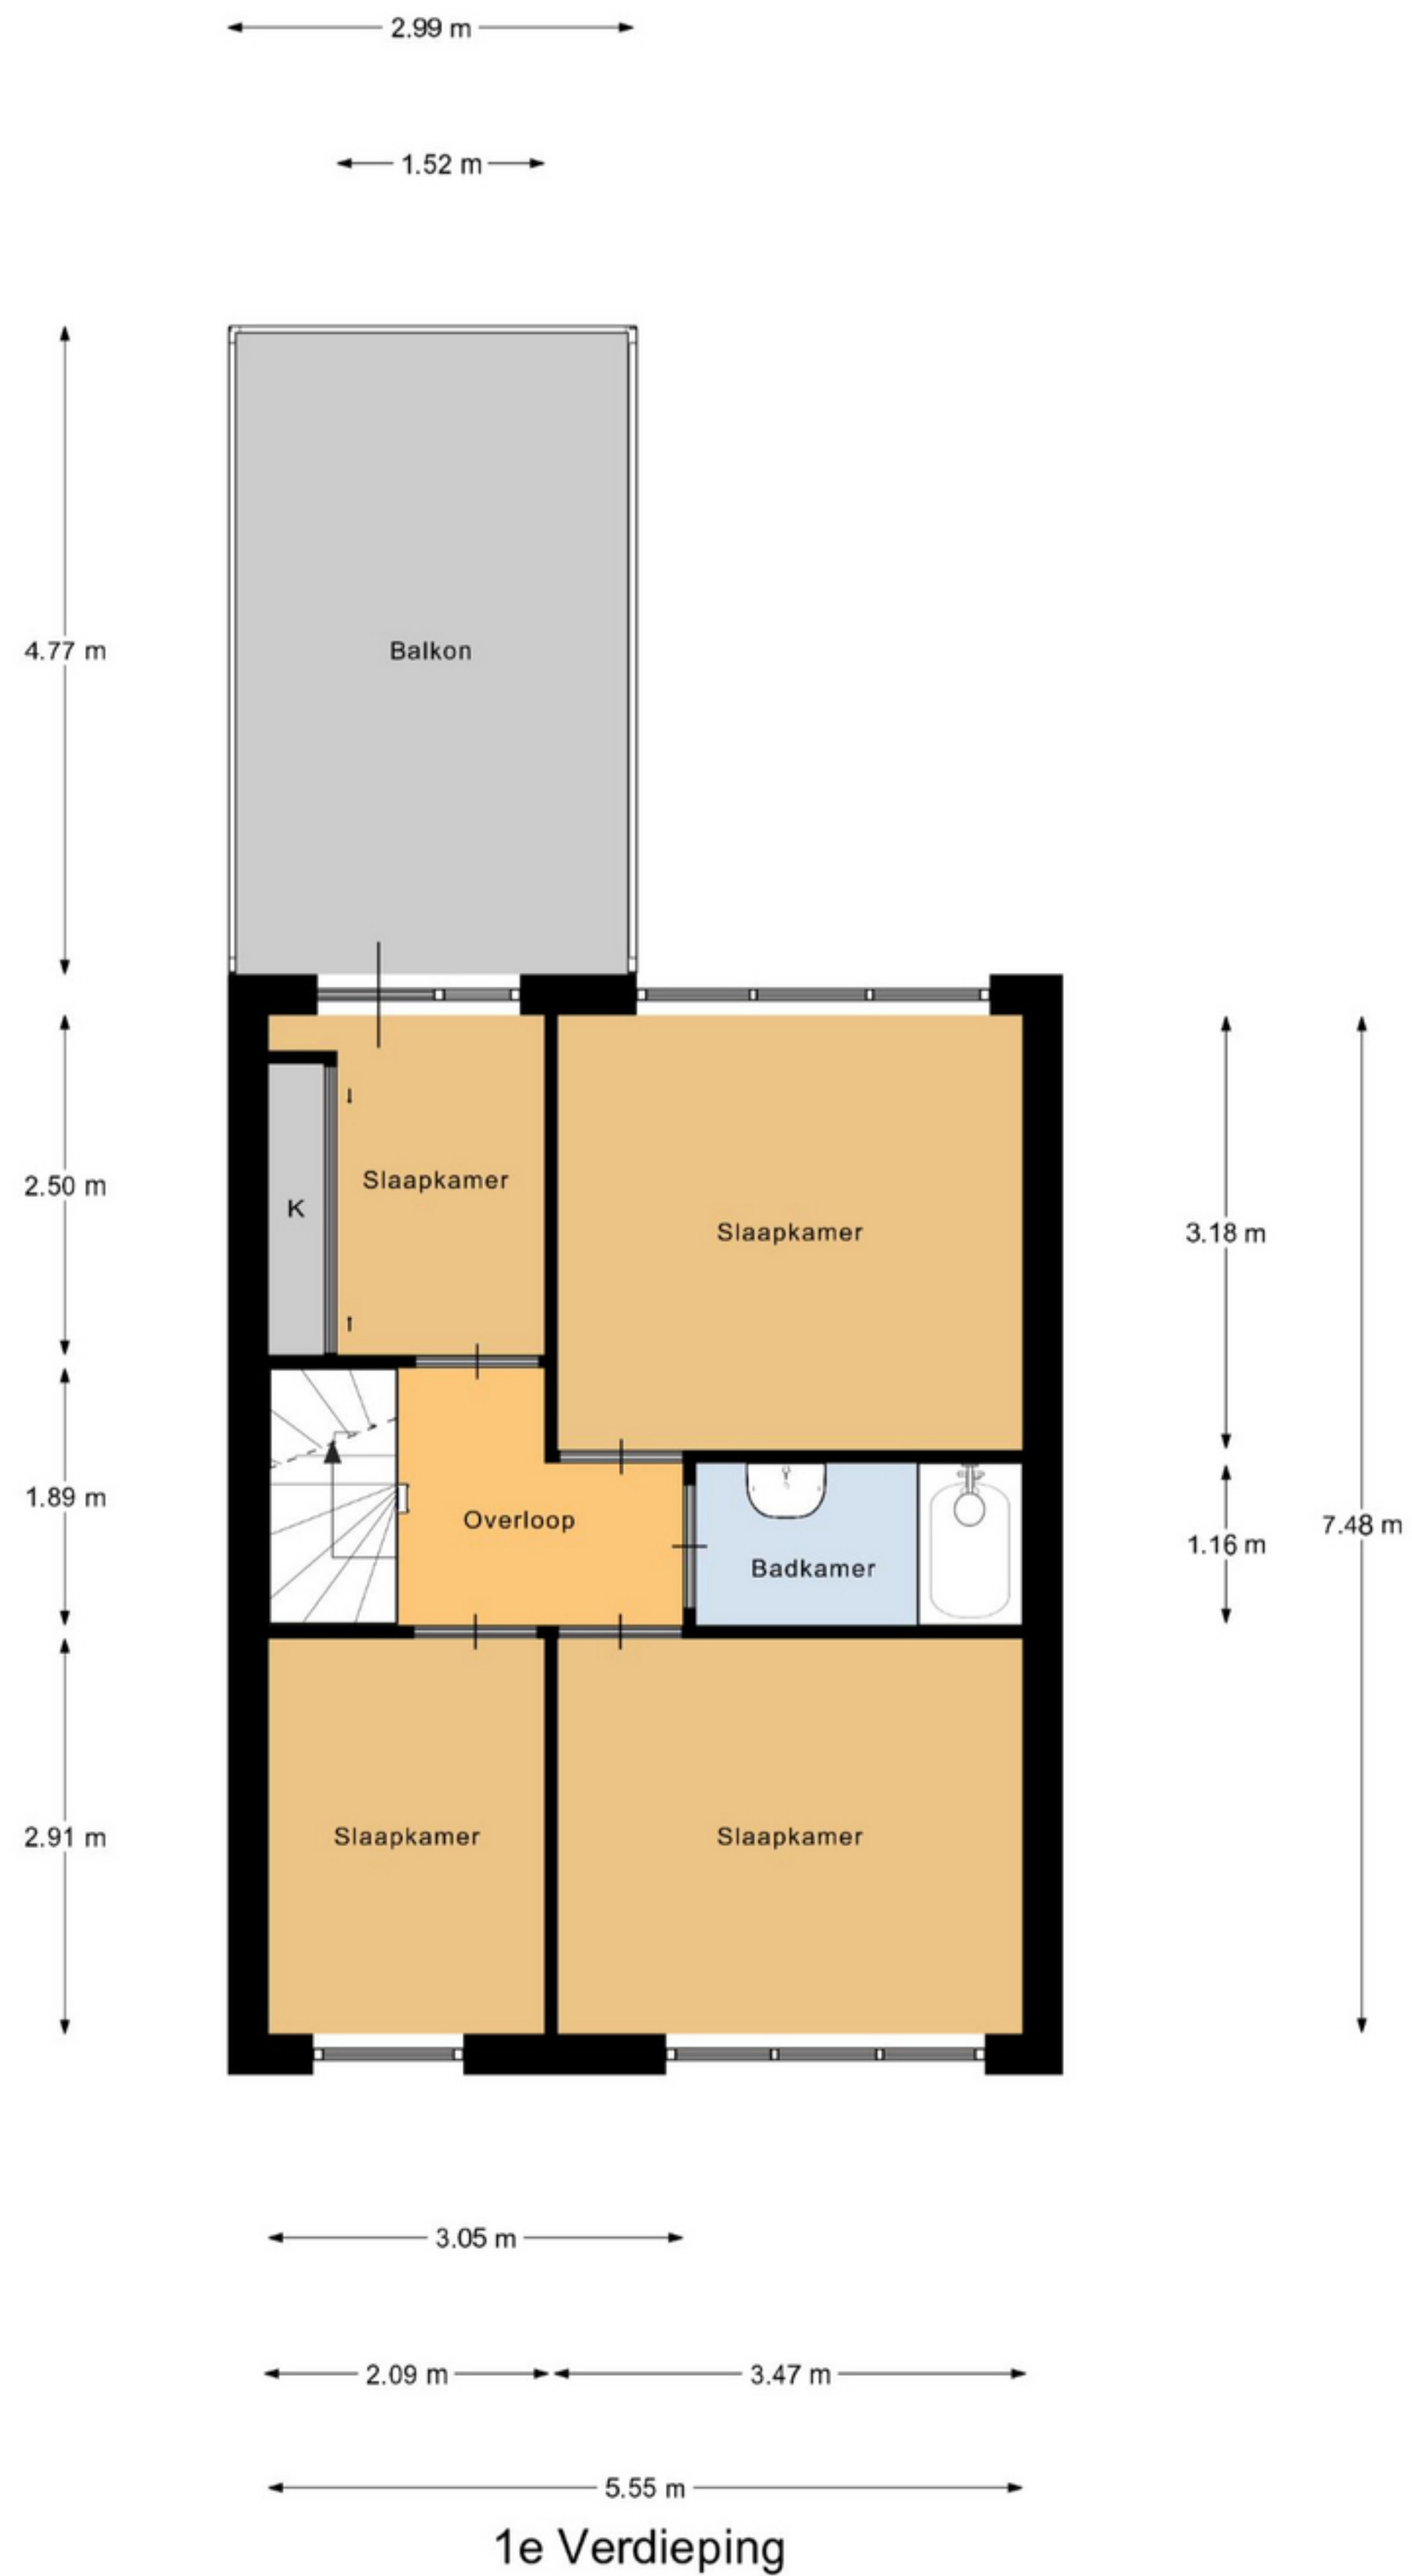 2.99 m
1.52 m
4.77 m
Balkon
2.50 m
Slaapkamer
K
Slaapkamer
3.18 m
1.89 m
Overloop
Badkamer
1.16 m
7.48 m
2.91 m
Slaapkamer
Slaapkamer
3.05 m
2.09 m
3.47 m
5.55 m
1e Verdieping